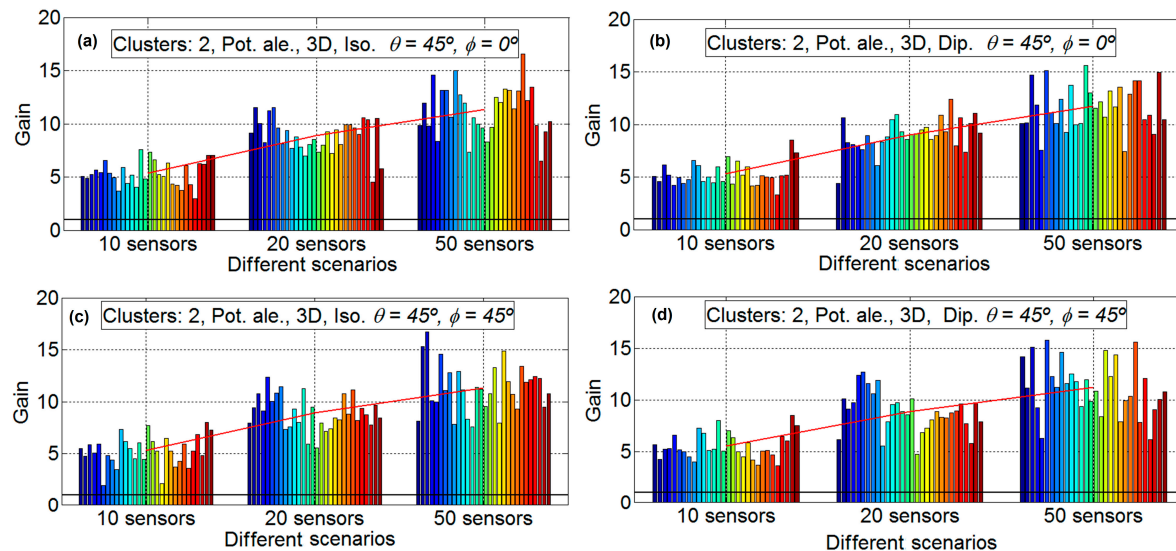 (a) Clusters: 2, Pot. ale., 3D, Iso. θ = 45º, ϕ = 0º
20
15
10
5
0
Gain
10 sensors 20 sensors 50 sensors
Different scenarios
(b) Clusters: 2, Pot. ale., 3D, Dip. θ = 45º, ϕ = 0º
20
15
10
5
0
Gain
10 sensors 20 sensors 50 sensors
Different scenarios
(c) Clusters: 2, Pot. ale., 3D, Iso. θ = 45º, ϕ = 45º
20
15
10
5
0
Gain
10 sensors 20 sensors 50 sensors
Different scenarios
(d) Clusters: 2, Pot. ale., 3D, Dip. θ = 45º, ϕ = 45º
20
15
10
5
0
Gain
10 sensors 20 sensors 50 sensors
Different scenarios